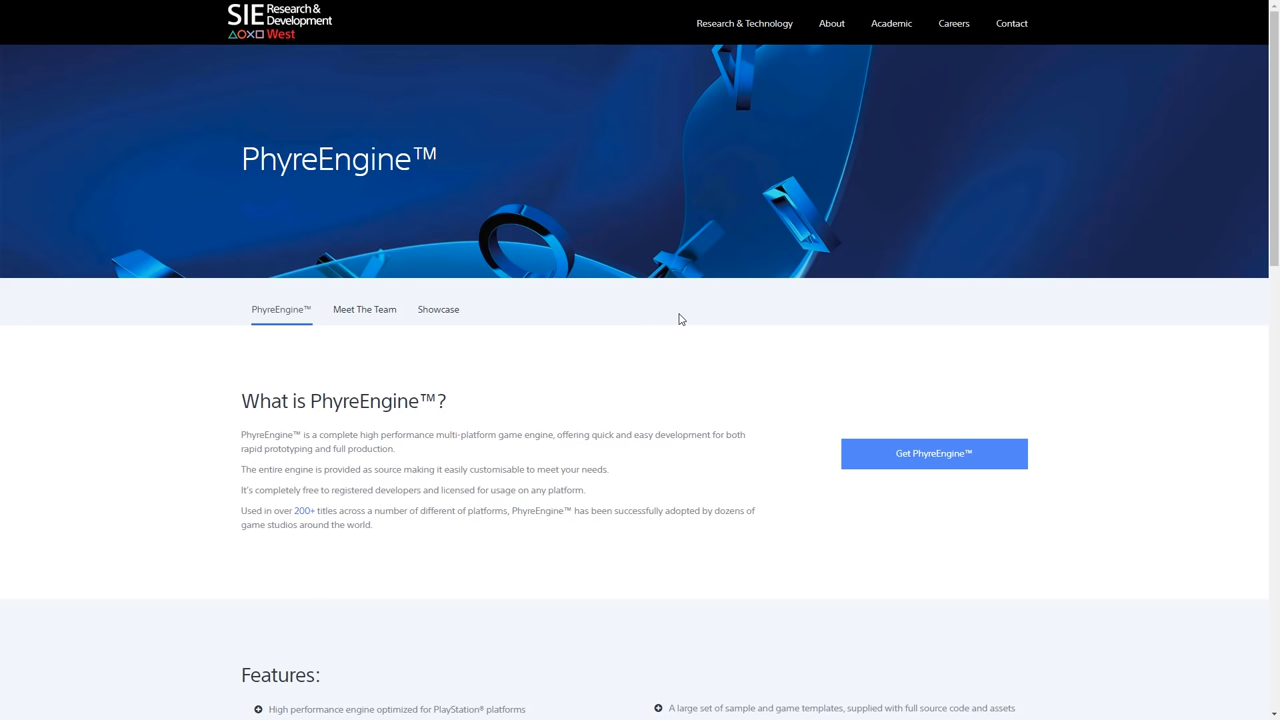 SIE Research & Development West
Research & Technology
About
Academic
Careers
Contact
PhyreEngine™
PhyreEngine™
Meet The Team
Showcase
What is PhyreEngine™?
PhyreEngine™ is a complete high performance multi-platform game engine, offering quick and easy development for both
rapid prototyping and full production.
The entire engine is provided as source making it easily customisable to meet your needs.
It's completely free to registered developers and licensed for usage on any platform.
Used in over 200+ titles across a number of different of platforms, PhyreEngine™ has been successfully adopted by dozens of
game studios around the world.
Get PhyreEngine™
Features:
High performance engine optimized for PlayStation® platforms
A large set of sample and game templates, supplied with full source code and assets